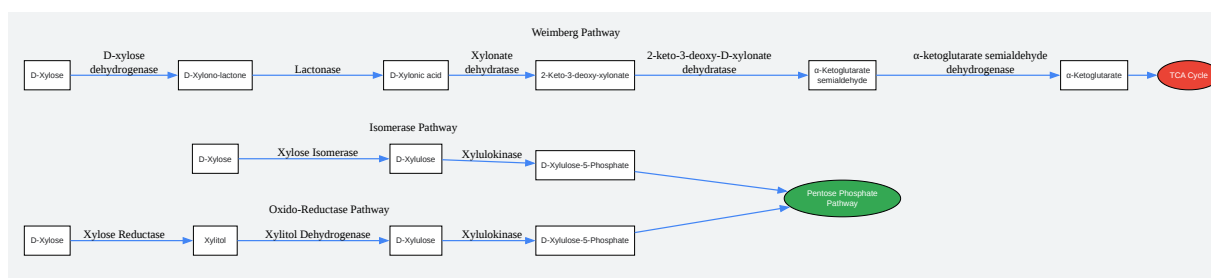 Weimberg Pathway
D-xylose
dehydrogenase
Lactonase
Xylonate
dehydratase
2-keto-3-deoxy-D-xylonate
dehydratase
α-ketoglutarate semialdehyde
dehydrogenase
D-Xylose
D-Xylono-lactone
D-Xylonic acid
2-Keto-3-deoxy-xylonate
α-Ketoglutarate
semialdehyde
α-Ketoglutarate
TCA Cycle
Isomerase Pathway
D-Xylose
Xylose Isomerase
D-Xylulose
Xylulokinase
D-Xylulose-5-Phosphate
Pentose Phosphate
Pathway
Oxido-Reductase Pathway
D-Xylose
Xylose Reductase
Xylitol
Xylitol Dehydrogenase
D-Xylulose
Xylulokinase
D-Xylulose-5-Phosphate